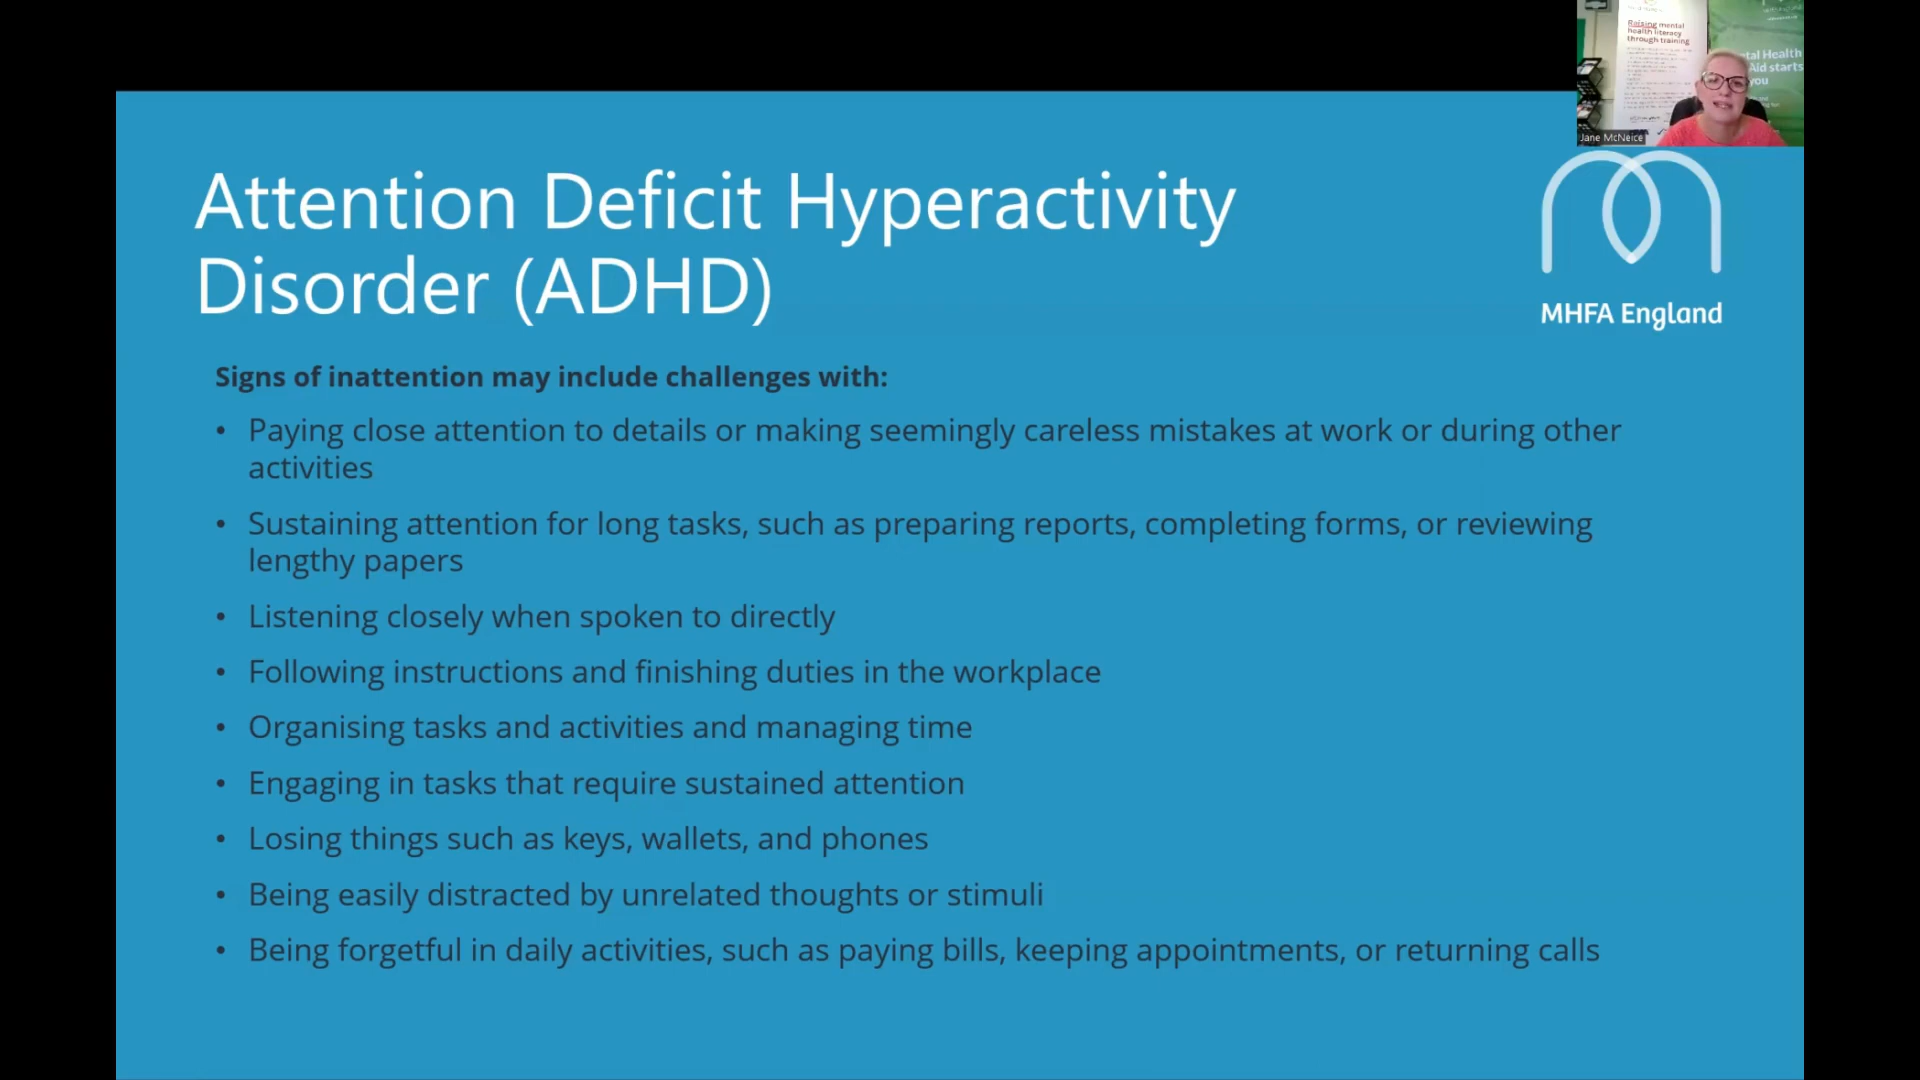 Raising mental
health literacy
through training
tal Health
Aid starts
you
Jane McNeice
Attention Deficit Hyperactivity
Disorder (ADHD)
MHFA England
Signs of inattention may include challenges with:
• Paying close attention to details or making seemingly careless mistakes at work or during other
activities
• Sustaining attention for long tasks, such as preparing reports, completing forms, or reviewing
lengthy papers
• Listening closely when spoken to directly
• Following instructions and finishing duties in the workplace
• Organising tasks and activities and managing time
• Engaging in tasks that require sustained attention
• Losing things such as keys, wallets, and phones
• Being easily distracted by unrelated thoughts or stimuli
• Being forgetful in daily activities, such as paying bills, keeping appointments, or returning calls